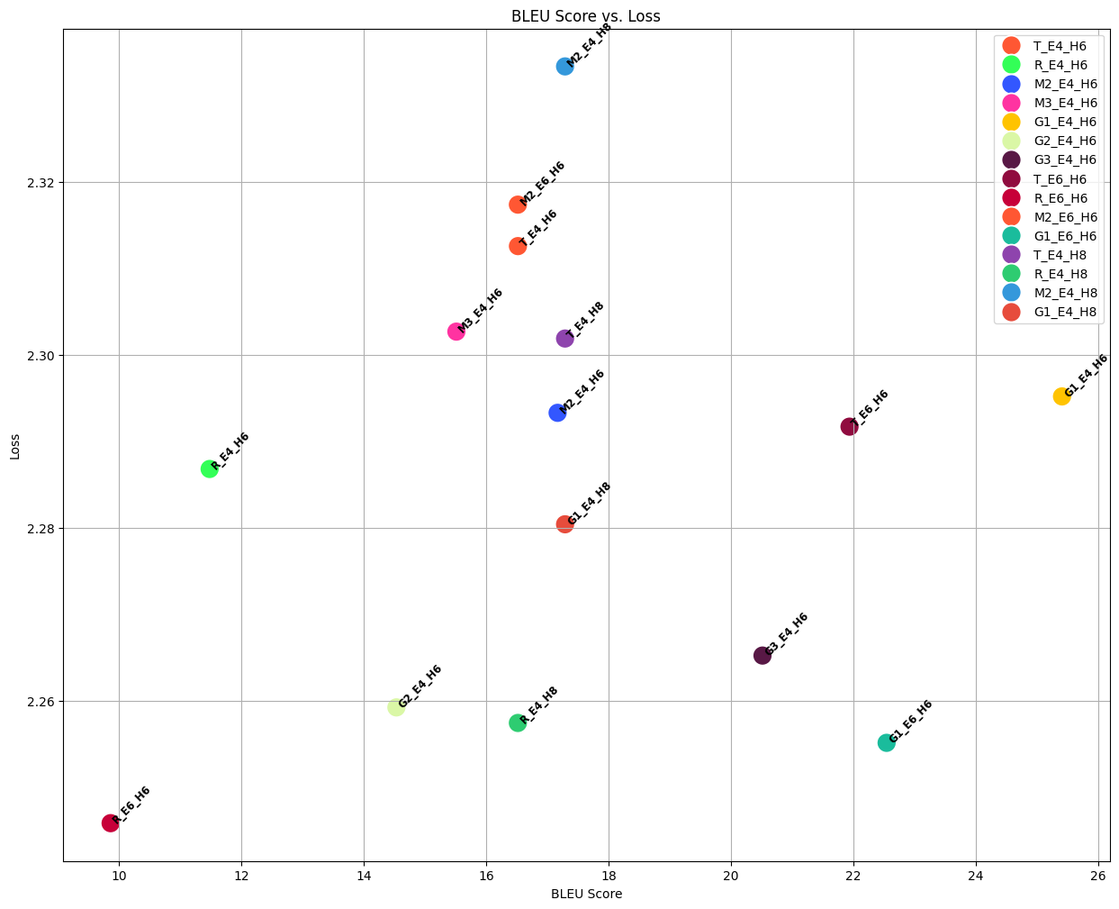 BLEU Score vs. Loss
M2_E4_H8
M2_E6_H6
T_E4_H6
M3_E4_H6
T_E4_H8
G1_E4_H6
M2_E4_H6
T_E6_H6
R_E4_H6
G1_E4_H8
G3_E4_H6
G2_E4_H6
R_E4_H8
G1_E6_H6
R_E6_H6
T_E4_H6
R_E4_H6
M2_E4_H6
M3_E4_H6
G1_E4_H6
G2_E4_H6
G3_E4_H6
T_E6_H6
R_E6_H6
M2_E6_H6
G1_E6_H6
T_E4_H8
R_E4_H8
M2_E4_H8
G1_E4_H8
2.32
2.30
2.28
2.26
Loss
10 12 14 16 18 20 22 24 26
BLEU Score